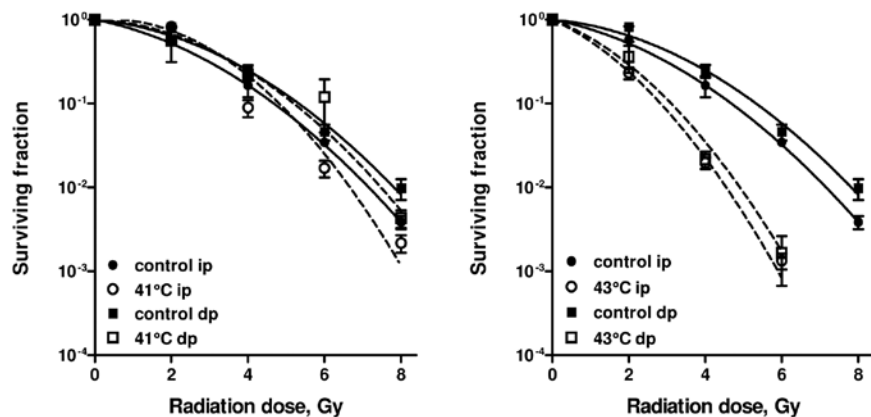 10⁰
10⁻¹
10⁻²
10⁻³
10⁻⁴
Surviving fraction
control ip
41°C ip
control dp
41°C dp
0 2 4 6 8
Radiation dose, Gy
10⁰
10⁻¹
10⁻²
10⁻³
10⁻⁴
Surviving fraction
control ip
43°C ip
control dp
43°C dp
0 2 4 6 8
Radiation dose, Gy